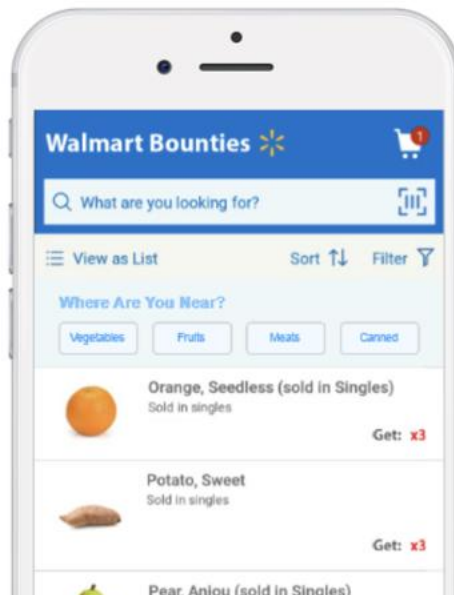 Walmart Bounties
1
What are you looking for?
View as List Sort Filter
Where Are You Near?
Vegetables Fruits Meats Canned
Orange, Seedless (sold in Singles)
Sold in singles
Get: x3
Potato, Sweet
Sold in singles
Get: x3
Pear, Anjou (sold in Singles)